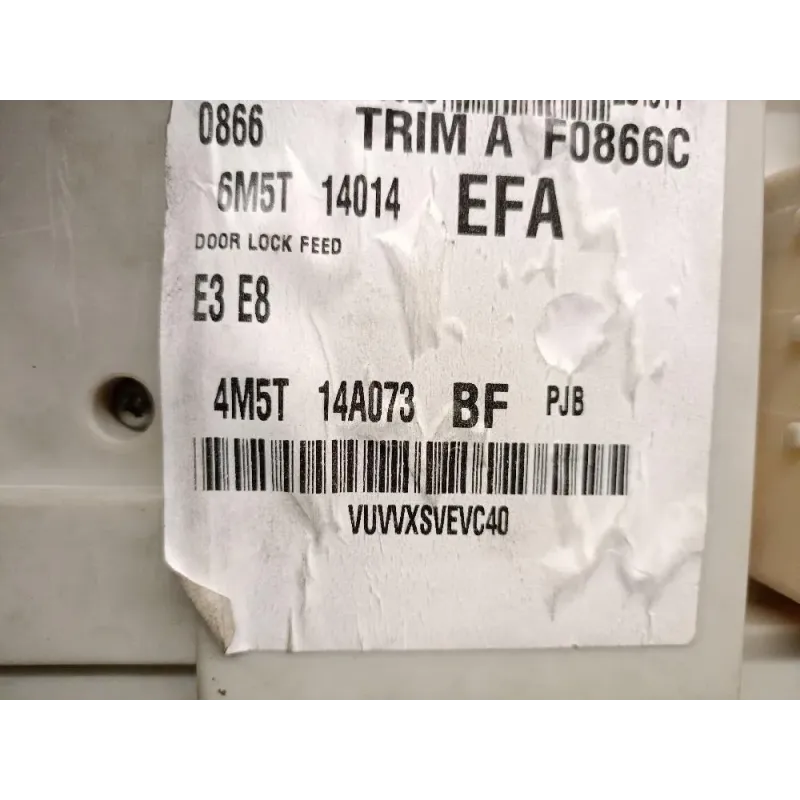 0866 TRIM A F0866C
6M5T 14014 EFA
DOOR LOCK FEED
E3 E8
4M5T 14A073 BF PJB
VUVVXSVEVC40